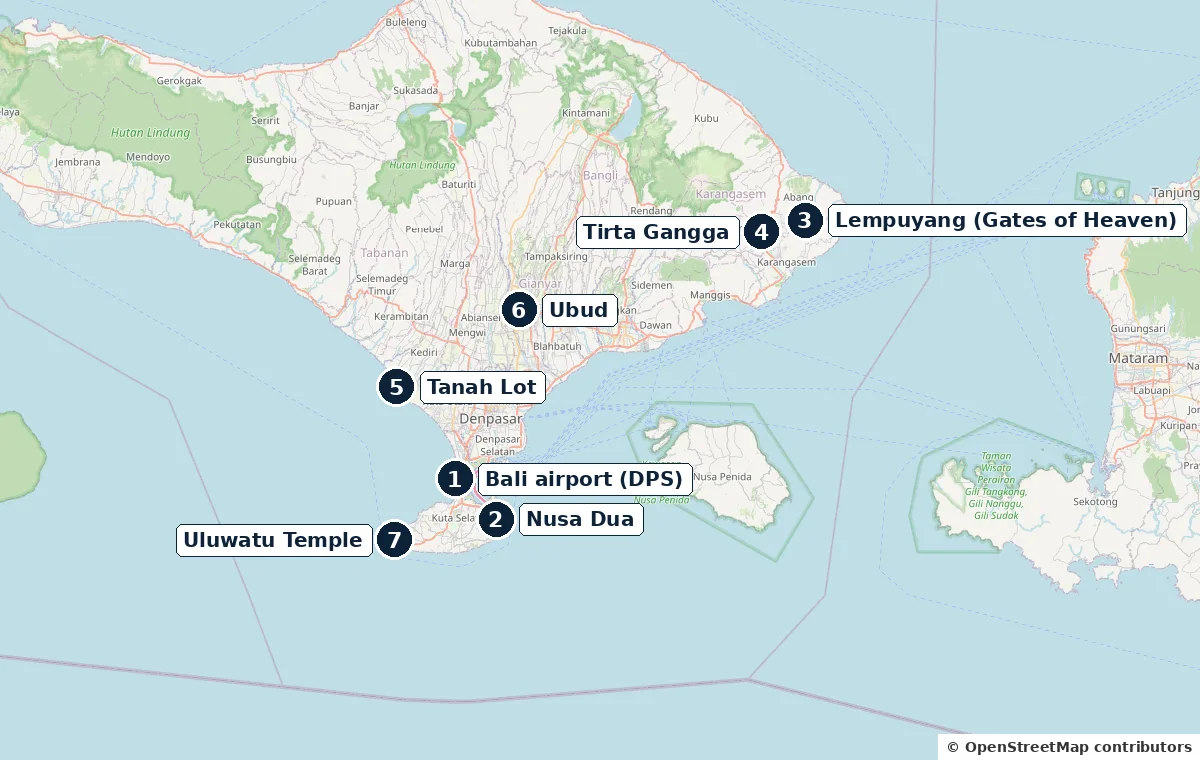 Buleleng
Tejakula
Kubutambahan
Gerokgak
Sukasada
Banjar
Kintamani
Kubu
Seririt
Hutan Lindung
Mendoyo
Jembrana
Busungbiu
Hutan Lindung
Bangli
Baturiti
Karangasem
Abang
Pupuan
Rendang
Tanjung
Pekutatan
Penebel
3 Lempuyang (Gates of Heaven)
Tirta Gangga 4
Tabanan
Tampaksiring
Karangasem
Selemadeg
Barat
Marga
Selemadeg
Timur
Gianyar
Sidemen
Manggis
6 Ubud
Kerambitan
Abiansemal
Mengwi
Dawan
Gunungsari
Blahbatuh
Kediri
Mataram
5 Tanah Lot
Labuapi
Denpasar
Kuripan
Denpasar
Selatan
Taman
Wisata
Perairan
Gili Tangkang,
Gili Nanggu,
Gili Sudak
Nusa Penida
1 Bali airport (DPS)
Nusa Penida
Sekotong
Kuta Sela
2 Nusa Dua
Uluwatu Temple 7
© OpenStreetMap contributors